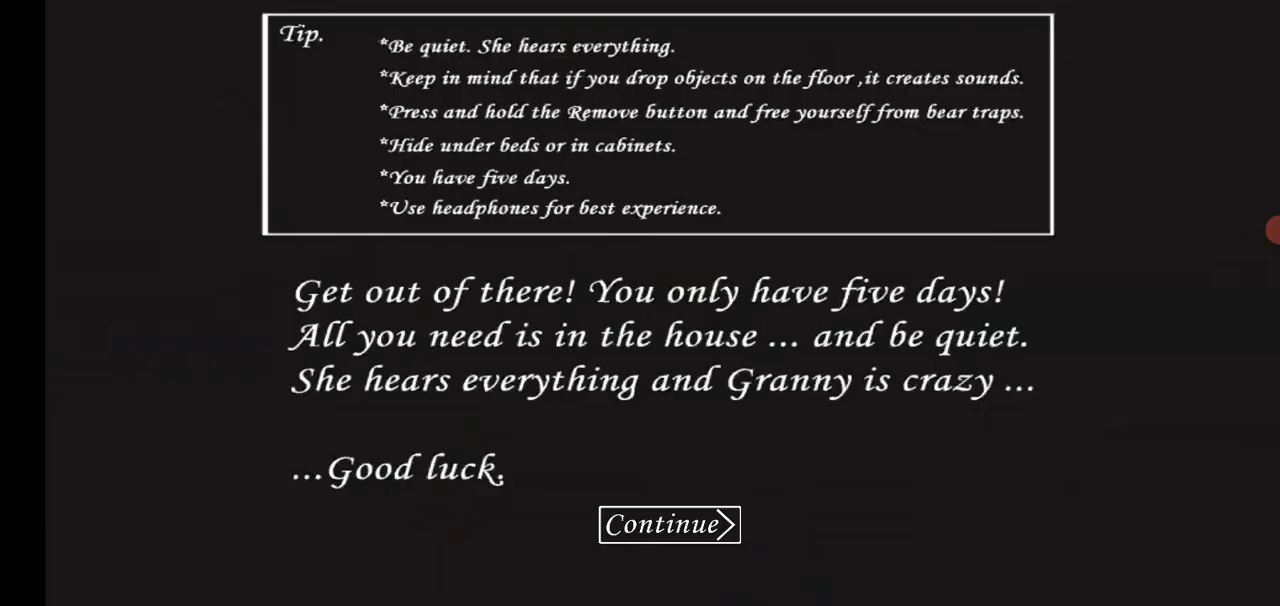 Tip.
*Be quiet. She hears everything.
*Keep in mind that if you drop objects on the floor ,it creates sounds.
*Press and hold the Remove button and free yourself from bear traps.
*Hide under beds or in cabinets.
*You have five days.
*Use headphones for best experience.
Get out of there! You only have five days!
All you need is in the house ... and be quiet.
She hears everything and Granny is crazy ...
...Good luck.
Continue